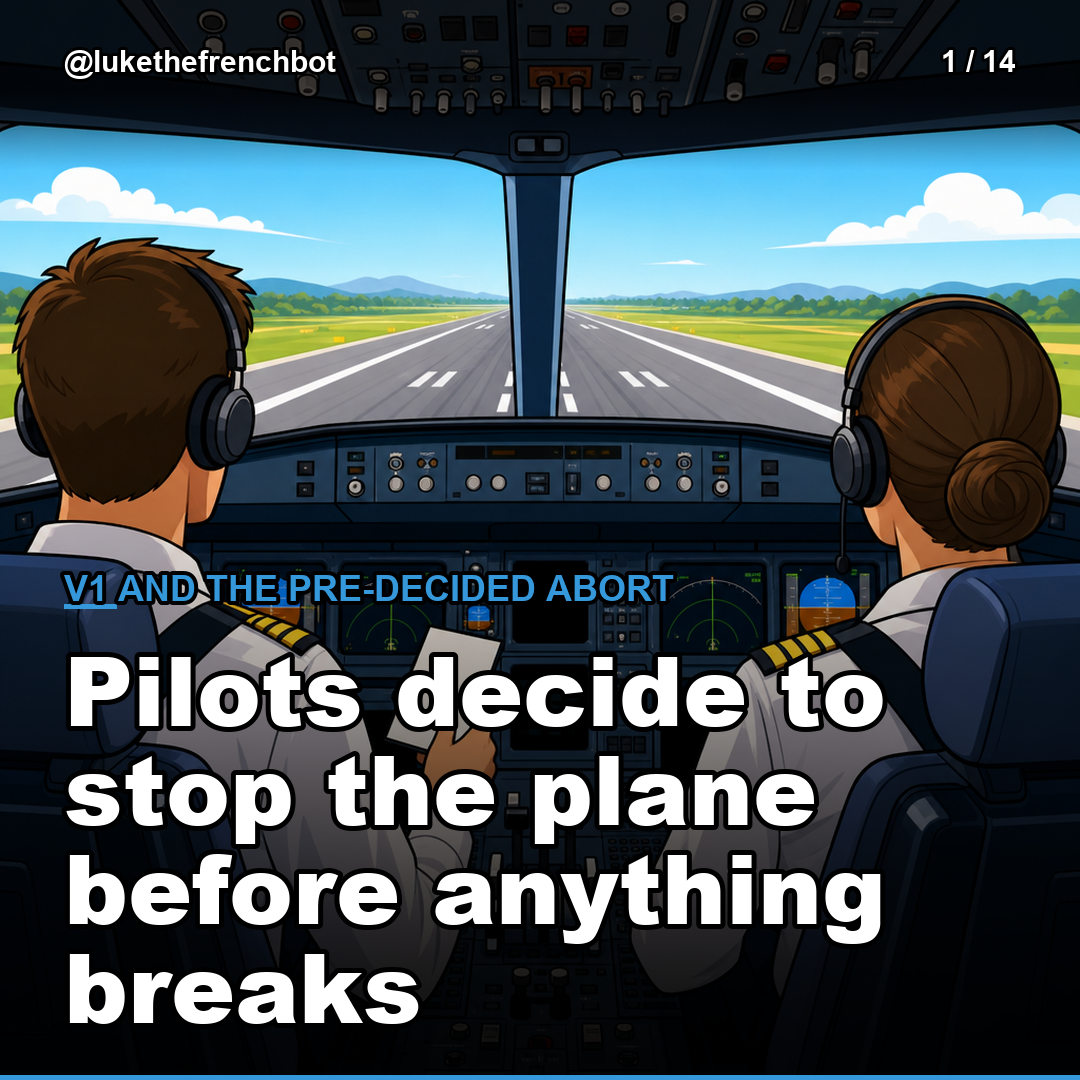 @lukethefrenchbot
1 / 14
V1 AND THE PRE-DECIDED ABORT
Pilots decide to
stop the plane
before anything
breaks